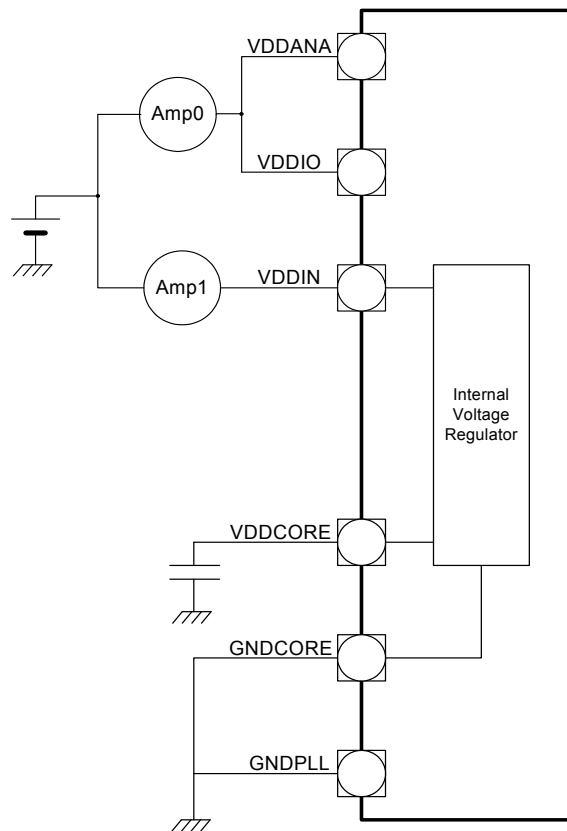 VDDANA
Amp0
VDDIO
Amp1
VDDIN
Internal
Voltage
Regulator
VDDCORE
GNDCORE
GNDPLL